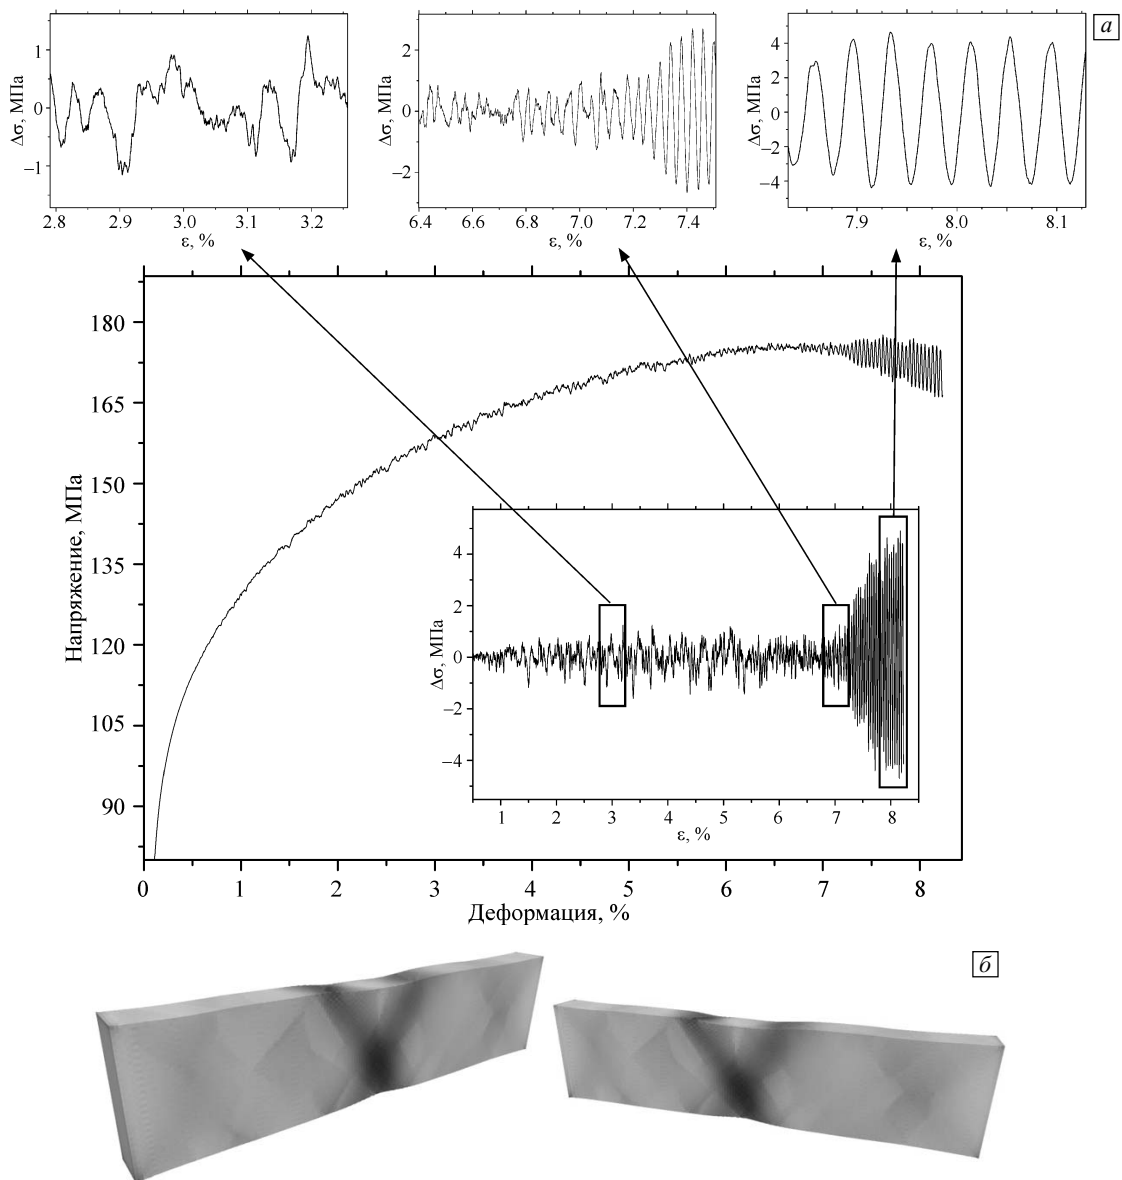 а
1
0
−1
Δσ, МПа
2.8 2.9 3.0 3.1 3.2
ε, %
2
0
−2
Δσ, МПа
6.4 6.6 6.6 7.0 7.2 7.4
ε, %
4
2
0
−2
−4
Δσ, МПа
7.9 8.0 8.1
ε, %
180
165
150
135
120
105
90
Напряжение, МПа
4
2
0
−2
−4
Δσ, МПа
1 2 3 4 5 6 7 8
ε, %
0 1 2 3 4 5 6 7 8
Деформация, %
б